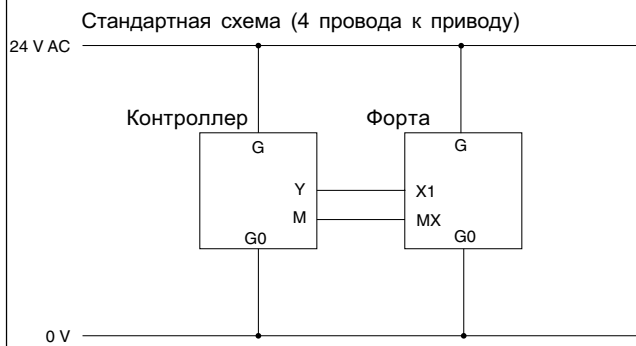 Стандартная схема (4 провода к приводу)
24 V AC
Контроллер
Форта
G
G
Y
X1
M
MX
G0
G0
0 V